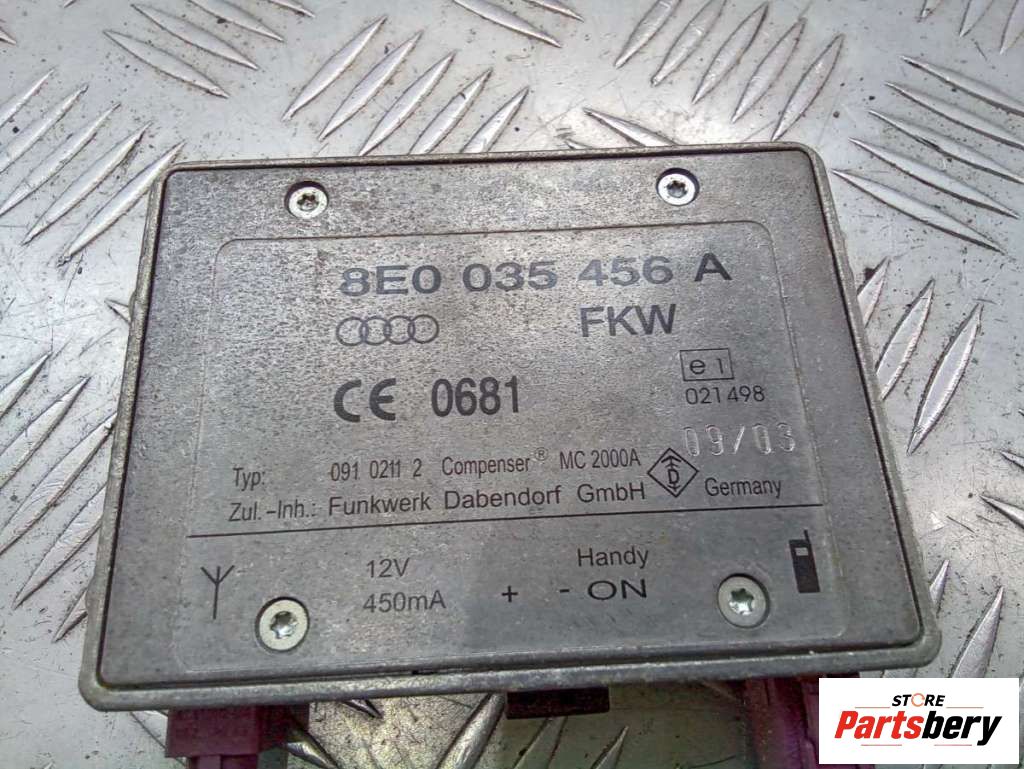 8E0 035 456 A
FKW
CE 0681
e 1
021498
09/03
Typ: 091 0211 2 Compenser® MC 2000A
Zul.-Inh.: Funkwerk Dabendorf GmbH Germany
12V Handy
450mA + - ON
STORE
Partsbery